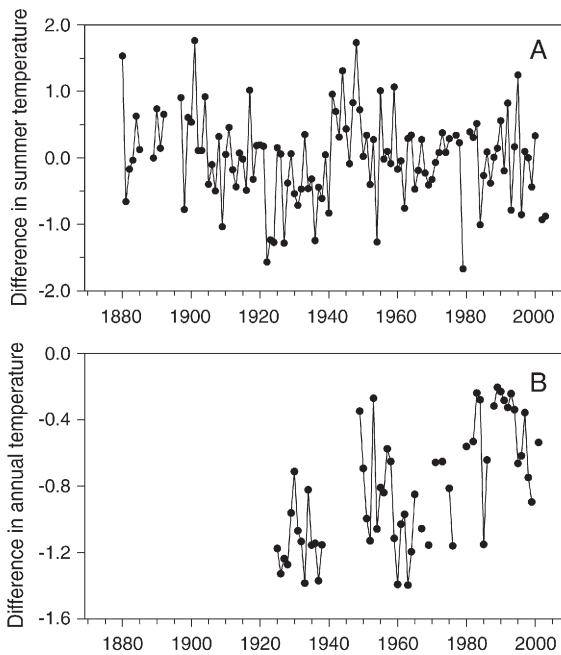 A
Difference in summer temperature
2.0
1.0
0.0
-1.0
-2.0
1880 1900 1920 1940 1960 1980 2000
B
Difference in annual temperature
0.0
-0.4
-0.8
-1.2
-1.6
1880 1900 1920 1940 1960 1980 2000